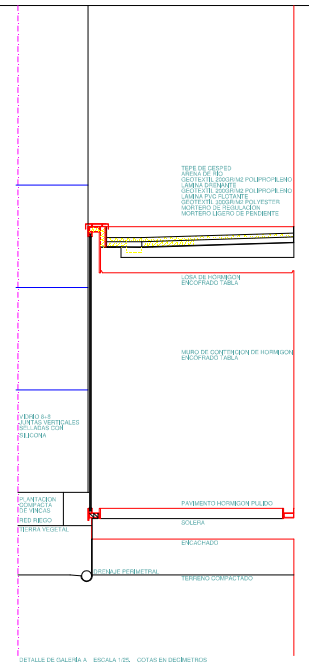 TEPE DE CESPED
ARENA DE RIO
GEOTEXTIL 200GR/M2 POLIPROPILENO
LAMINA DRENANTE
GEOTEXTIL 200GR/M2 POLIPROPILENO
LAMINA PVC FLOTANTE
GEOTEXTIL 300GR/M2 POLYESTER
MORTERO DE REGULACION
MORTERO LIGERO DE PENDIENTE
LOSA DE HORMIGON
ENCOFRADO TABLA
MURO DE CONTENCION DE HORMIGON
ENCOFRADO TABLA
VIDRIO 8+8
JUNTAS VERTICALES
SELLADAS CON
SILICONA
PLANTACION
COMPACTA
DE VINCAS
RED RIEGO
TIERRA VEGETAL
PAVIMENTO HORMIGON PULIDO
SOLERA
ENCACHADO
DRENAJE PERIMETRAL
TERRENO COMPACTADO
DETALLE DE GALERIA A ESCALA 1/25. COTAS EN DECIMETROS